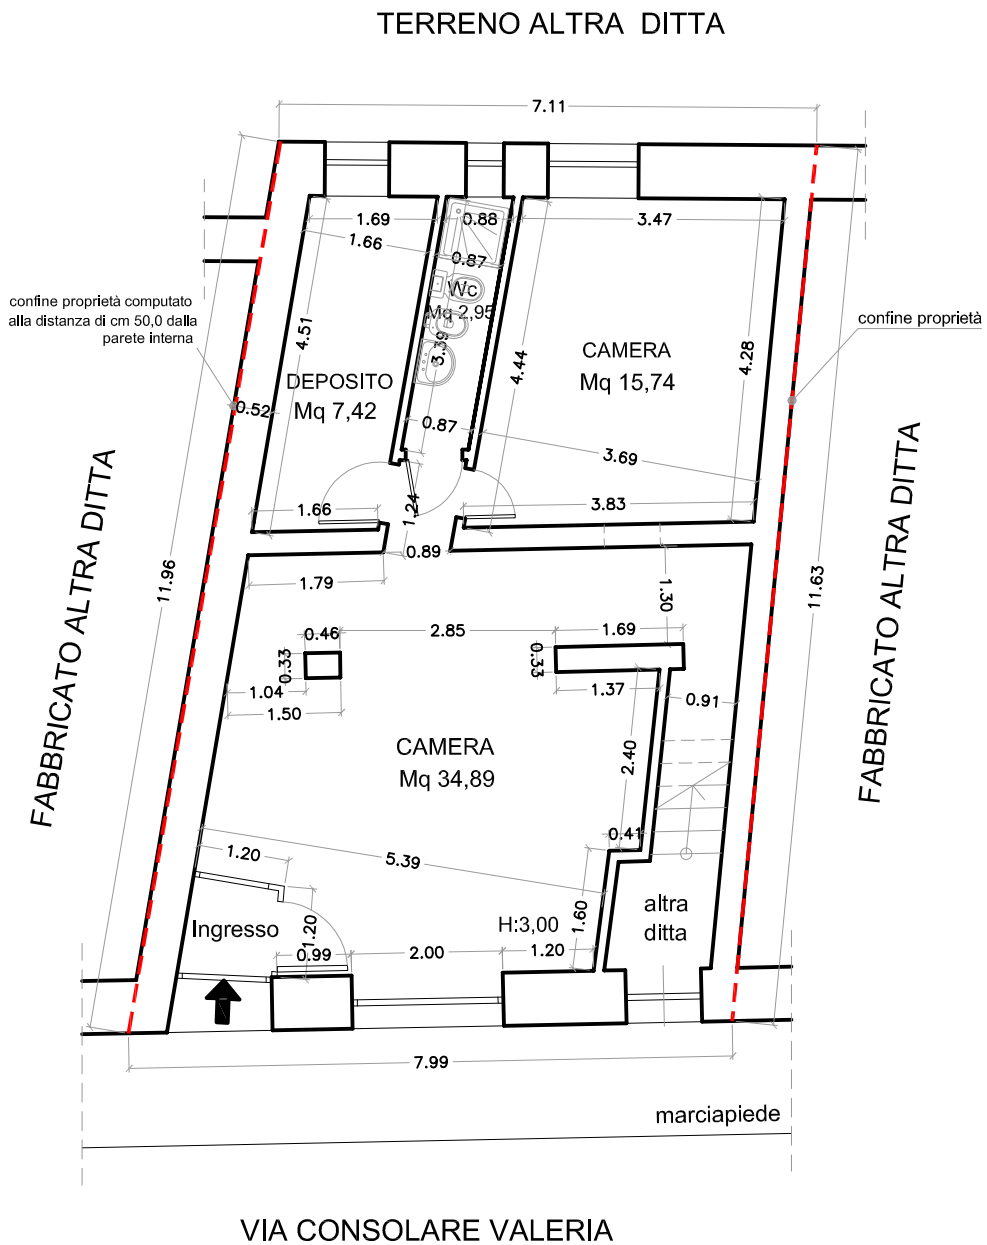 TERRENO ALTRA DITTA
7.11
1.69
0.88
3.47
1.66
0.87
Wc
Mq 2,95
confine proprietà computato
alla distanza di cm 50,0 dalla
parete interna
confine proprietà
4.51
3.39
4.44
4.28
CAMERA
Mq 15,74
DEPOSITO
Mq 7,42
0.52
0.87
3.69
1.66
1.24
3.83
0.89
FABBRICATO ALTRA DITTA
FABBRICATO ALTRA DITTA
11.96
11.63
1.79
1.30
0.46
2.85
1.69
0.33
0.33
1.04
1.37
0.91
1.50
CAMERA
Mq 34,89
2.40
0.41
1.20
5.39
1.60
altra
ditta
Ingresso
1.20
H:3,00
0.99
2.00
1.20
7.99
marciapiede
VIA CONSOLARE VALERIA